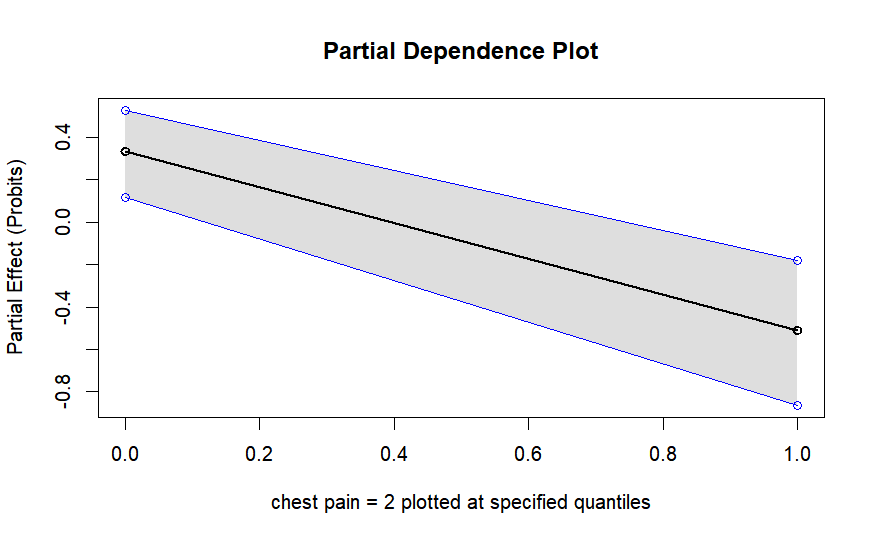 Partial Dependence Plot
Partial Effect (Probits)
0.4
0.0
-0.4
-0.8
0.0 0.2 0.4 0.6 0.8 1.0
chest pain = 2 plotted at specified quantiles